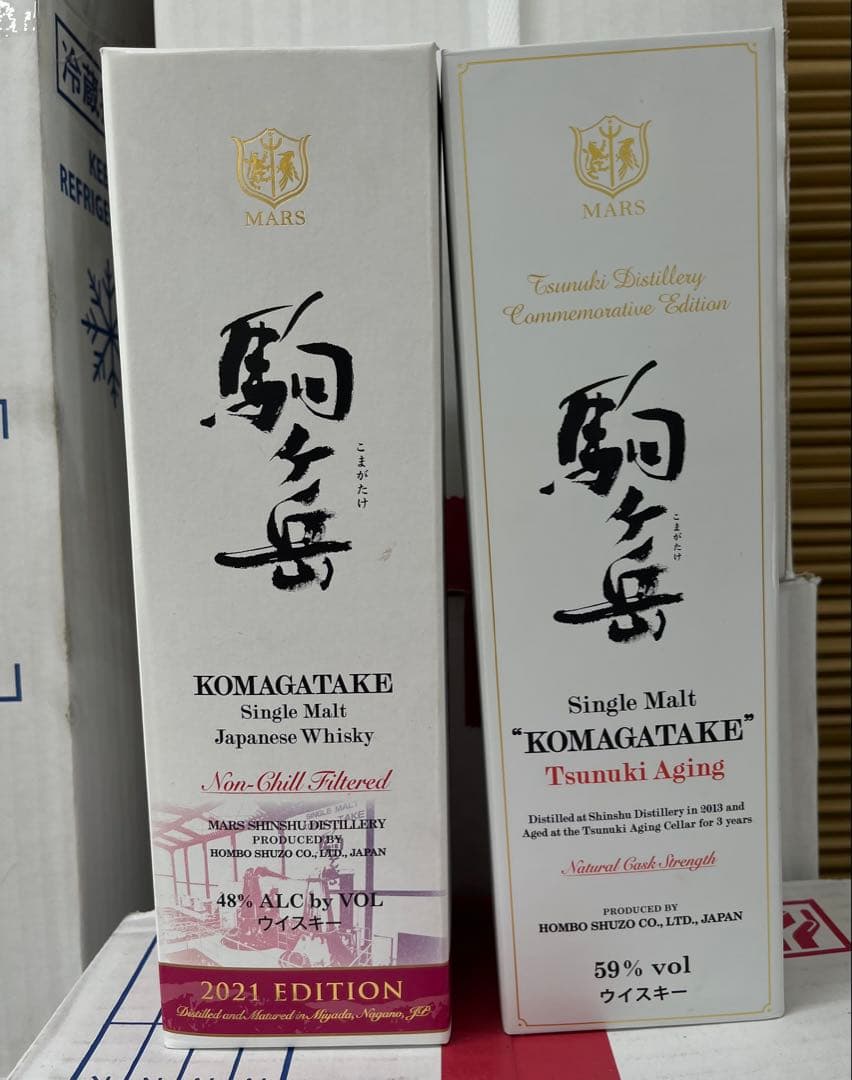 冷蔵
KEE
REFRIGE
MARS
駒ヶ岳
こまがたけ
KOMAGATAKE
Single Malt
Japanese Whisky
Non-Chill Filtered
SINGLE MALT
TAKE
MARS SHINSHU DISTILLERY
PRODUCED BY
HOMBO SHUZO CO., LTD., JAPAN
48% ALC by VOL
ウイスキー
2021 EDITION
Distilled and Matured in Miyada, Nagano, JP
MARS
Tsunuki Distillery
Commemorative Edition
駒ヶ岳
こまがたけ
Single Malt
“KOMAGATAKE”
Tsunuki Aging
Distilled at Shinshu Distillery in 2013 and
Aged at the Tsunuki Aging Cellar for 3 years
Natural Cask Strength
PRODUCED BY
HOMBO SHUZO CO., LTD., JAPAN
59% vol
ウイスキー